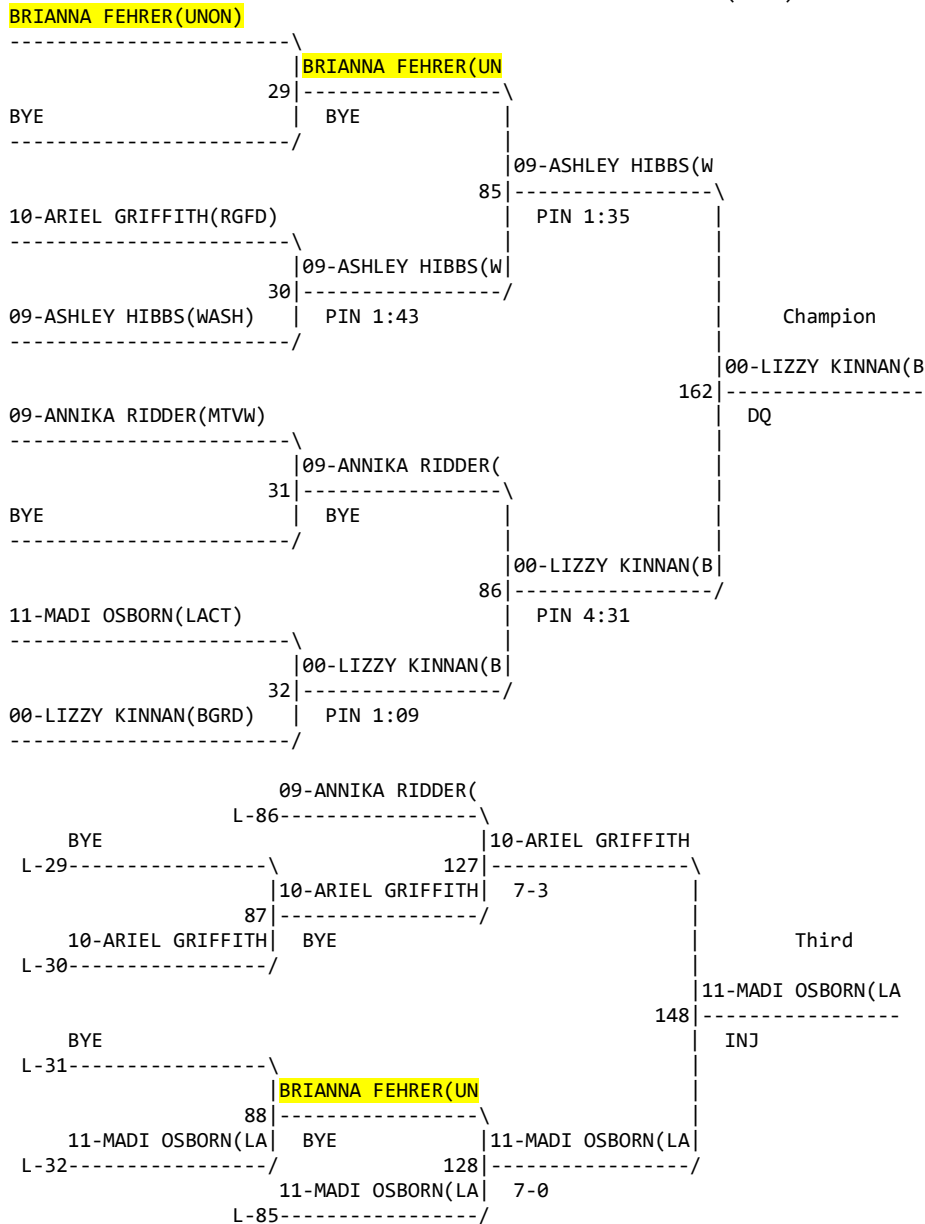 BRIANNA FEHRER(UNON)
------------------------\
|BRIANNA FEHRER(UN
29|-----------------\
BYE | BYE |
------------------------/ |
|09-ASHLEY HIBBS(W
85|-----------------\
10-ARIEL GRIFFITH(RGFD) | PIN 1:35 |
------------------------\ | |
|09-ASHLEY HIBBS(W| |
30|-----------------/ |
09-ASHLEY HIBBS(WASH) | PIN 1:43 | Champion
------------------------/ |
|00-LIZZY KINNAN(B
162|-----------------
09-ANNIKA RIDDER(MTVW) | DQ
------------------------\ |
|09-ANNIKA RIDDER( |
31|-----------------\ |
BYE | BYE | |
------------------------/ | |
|00-LIZZY KINNAN(B|
86|-----------------/
11-MADI OSBORN(LACT) | PIN 4:31
------------------------\ |
|00-LIZZY KINNAN(B|
32|-----------------/
00-LIZZY KINNAN(BGRD) | PIN 1:09
------------------------/
09-ANNIKA RIDDER(
L-86-----------------\
BYE |10-ARIEL GRIFFITH
L-29-----------------\ 127|-----------------\
|10-ARIEL GRIFFITH| 7-3 |
87|-----------------/ |
10-ARIEL GRIFFITH| BYE | Third
L-30-----------------/ |
|11-MADI OSBORN(LA
148|-----------------
BYE | INJ
L-31-----------------\ |
|BRIANNA FEHRER(UN |
88|-----------------\ |
11-MADI OSBORN(LA| BYE |11-MADI OSBORN(LA|
L-32-----------------/ 128|-----------------/
11-MADI OSBORN(LA| 7-0
L-85-----------------/